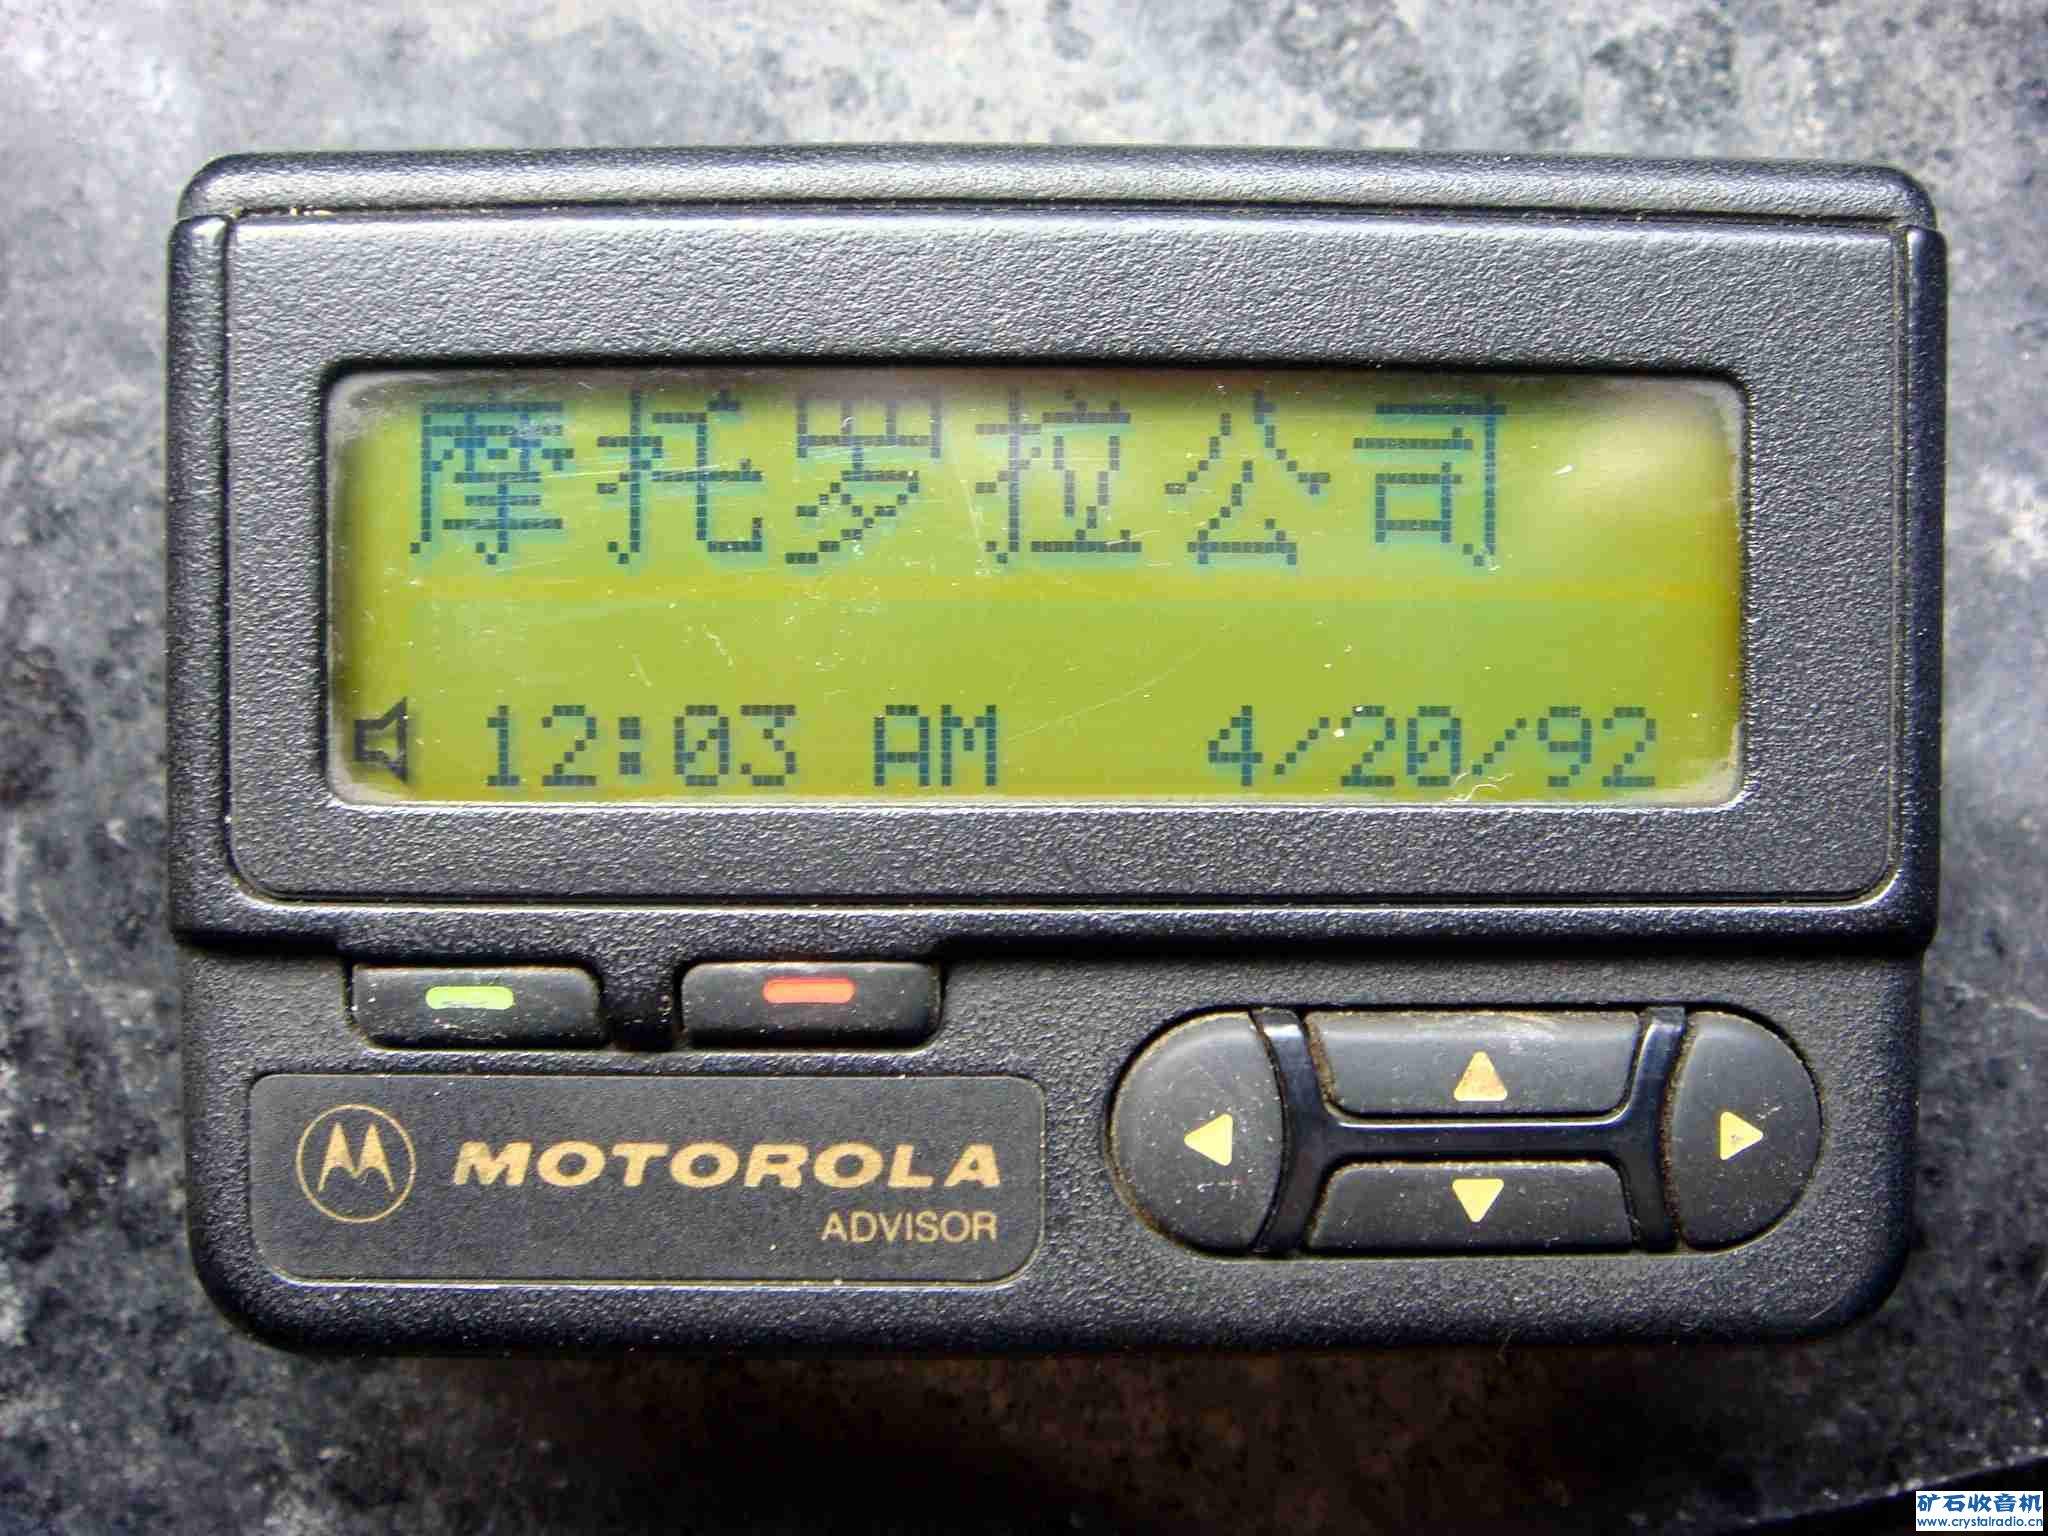 摩托罗拉公司
12:03 AM 4/20/92
MOTOROLA
ADVISOR
矿石收音机
www.crystalradio.cn